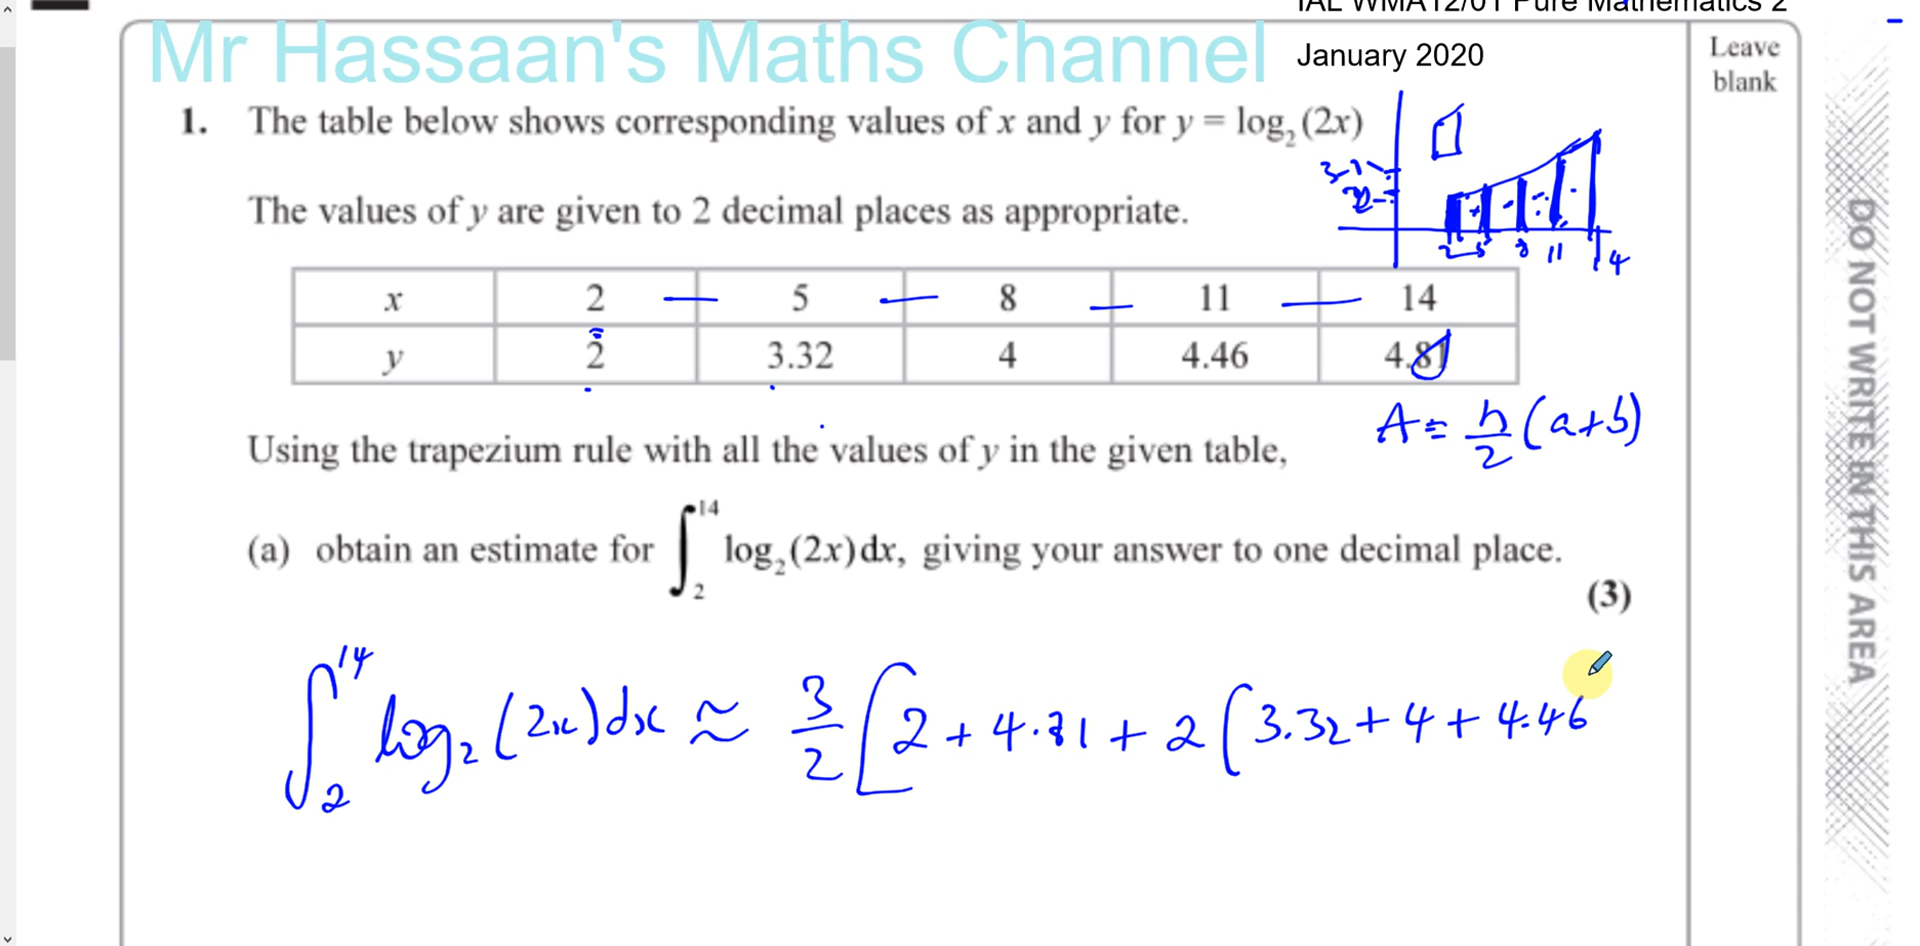 IAL WMA12/01 Pure Mathematics 2
Mr Hassaan's Maths Channel
January 2020
Leave
blank
1. The table below shows corresponding values of x and y for y = log₂(2x)
The values of y are given to 2 decimal places as appropriate.
2 5 8 11 14
x 2 5 8 11 14
y 2 3.32 4 4.46 4.81
A = h/2 (a+b)
Using the trapezium rule with all the values of y in the given table,
(a) obtain an estimate for ∫₂¹⁴ log₂(2x)dx, giving your answer to one decimal place.
(3)
∫₂¹⁴ log₂(2x)dx ≈ 3/2 [2 + 4.81 + 2(3.32 + 4 + 4.46
DO NOT WRITE IN THIS AREA